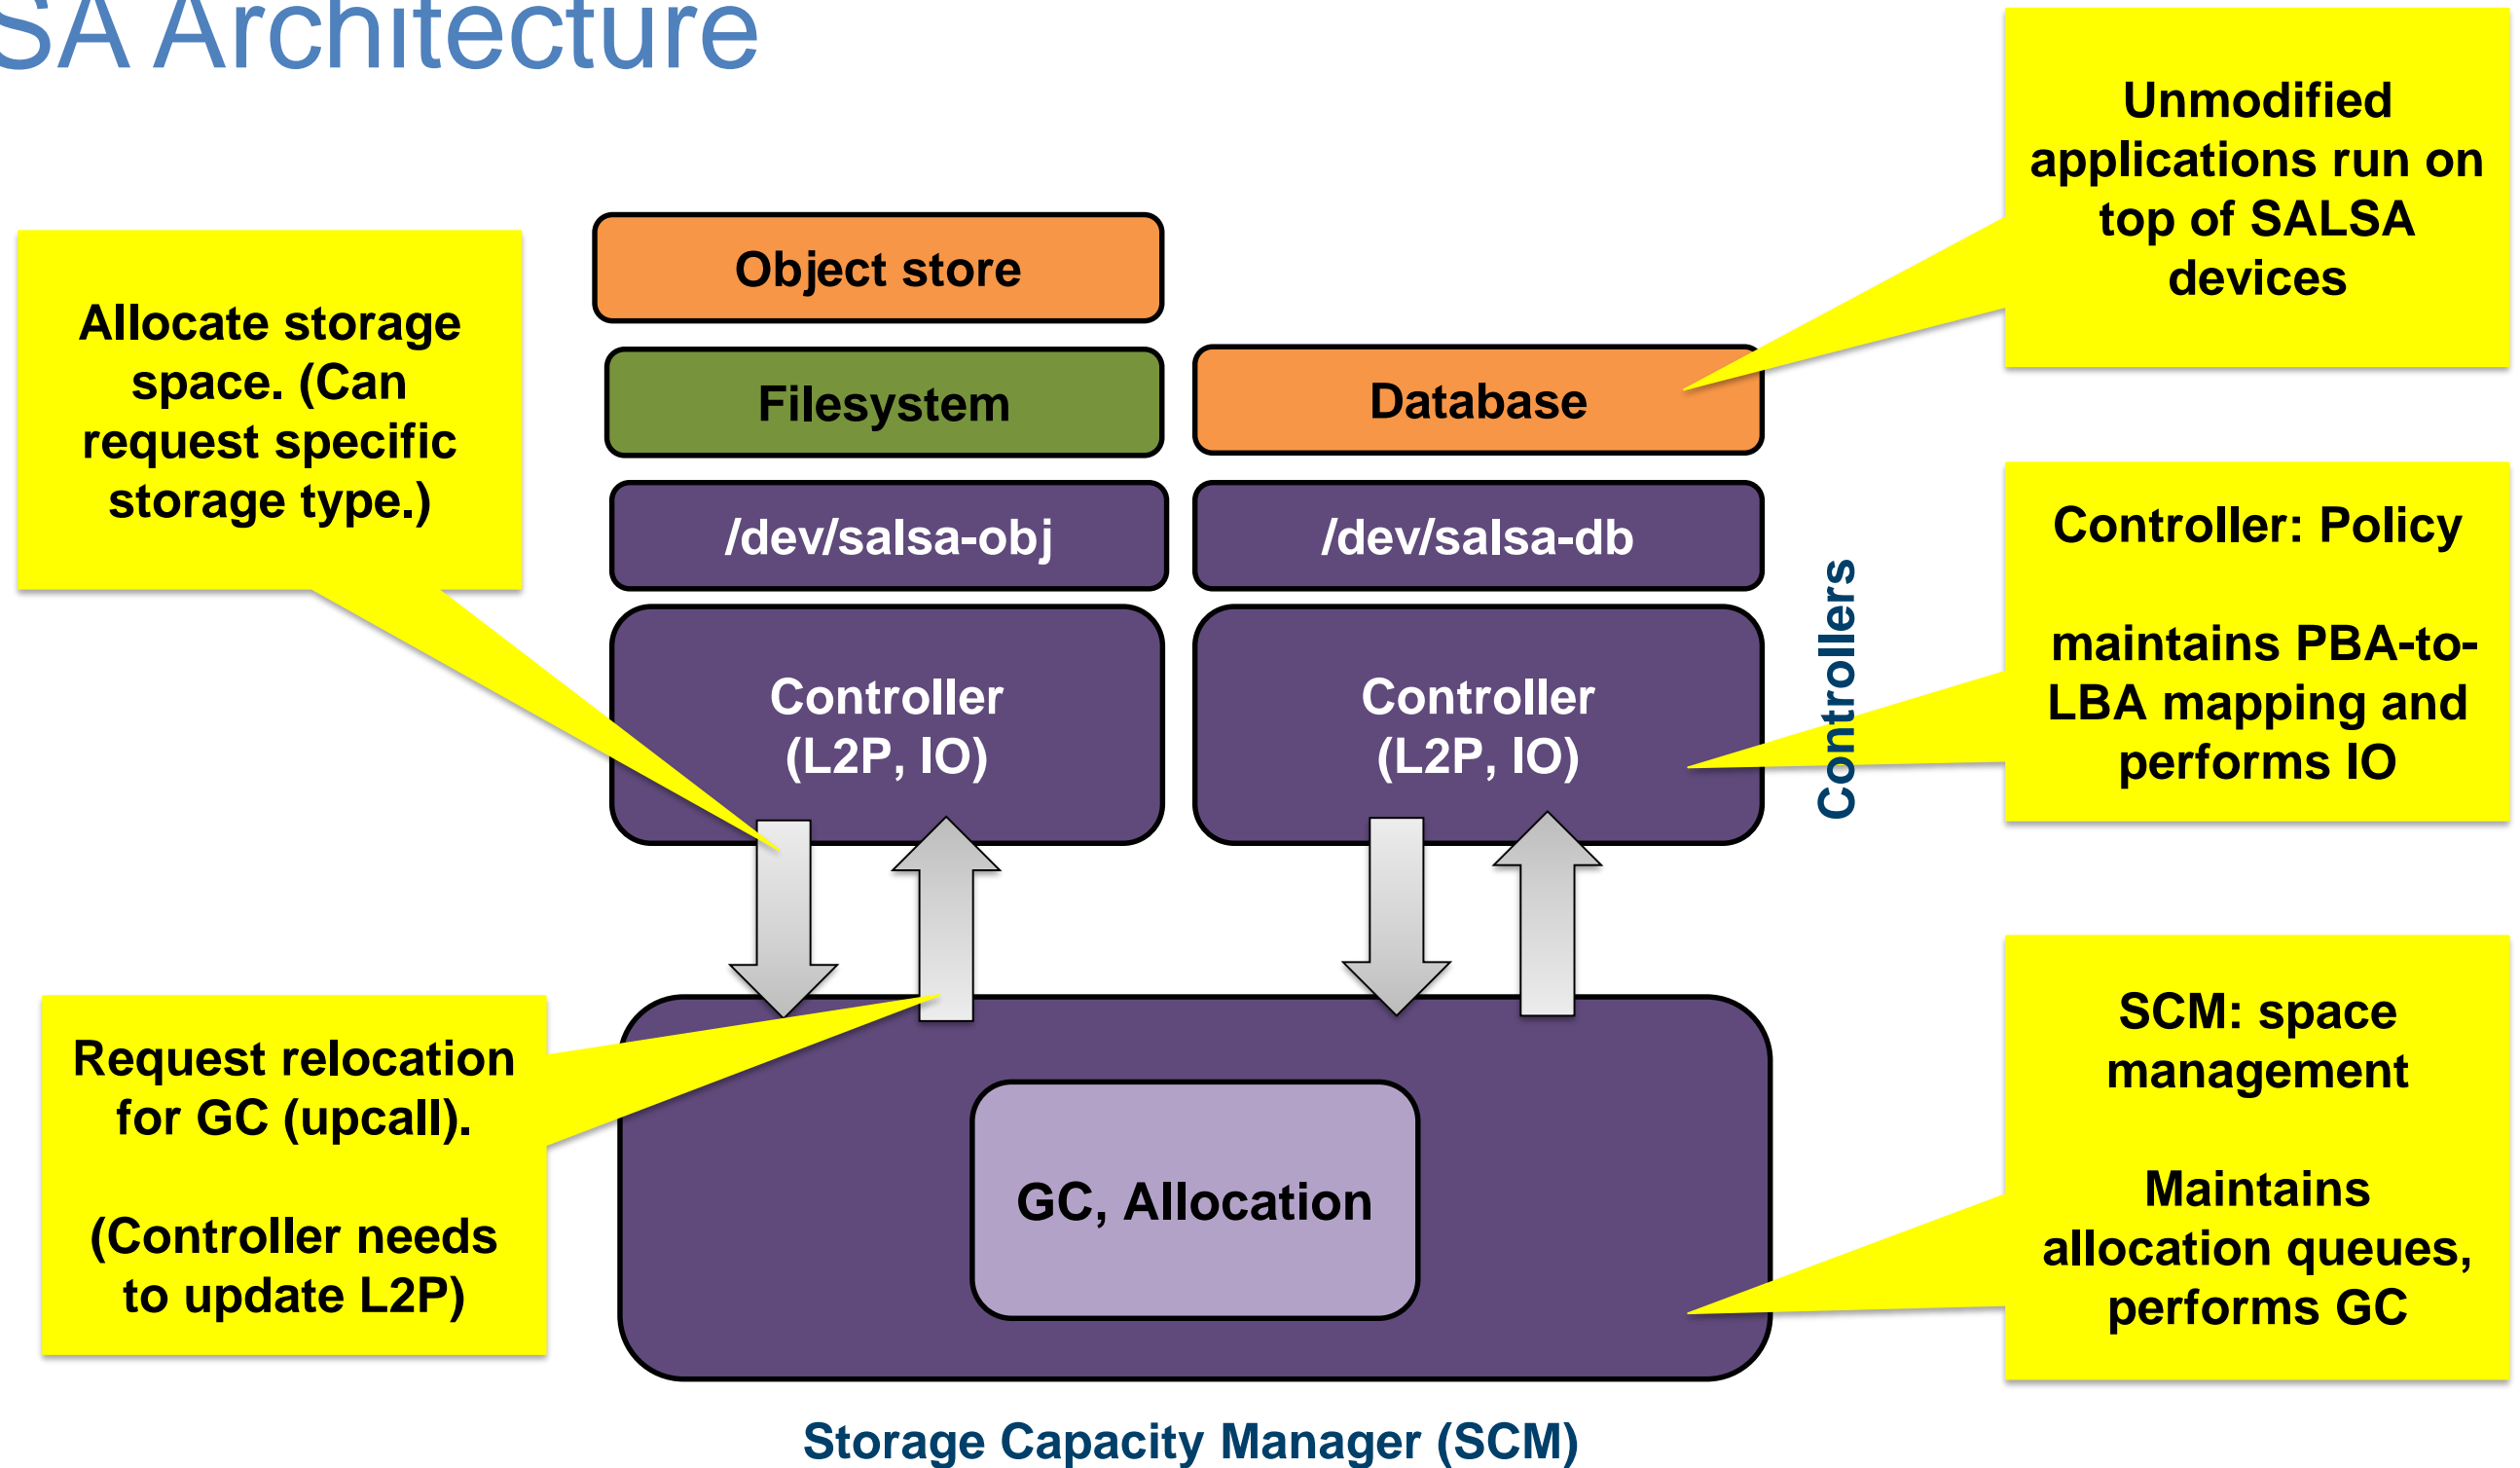 SA Architecture
Unmodified
applications run on
top of SALSA
devices
Allocate storage
space. (Can
request specific
storage type.)
Object store
Filesystem
Database
/dev/salsa-obj
/dev/salsa-db
Controller
(L2P, IO)
Controller
(L2P, IO)
Controllers
Controller: Policy
maintains PBA-to-
LBA mapping and
performs IO
Request relocation
for GC (upcall).
(Controller needs
to update L2P)
GC, Allocation
SCM: space
management
Maintains
allocation queues,
performs GC
Storage Capacity Manager (SCM)